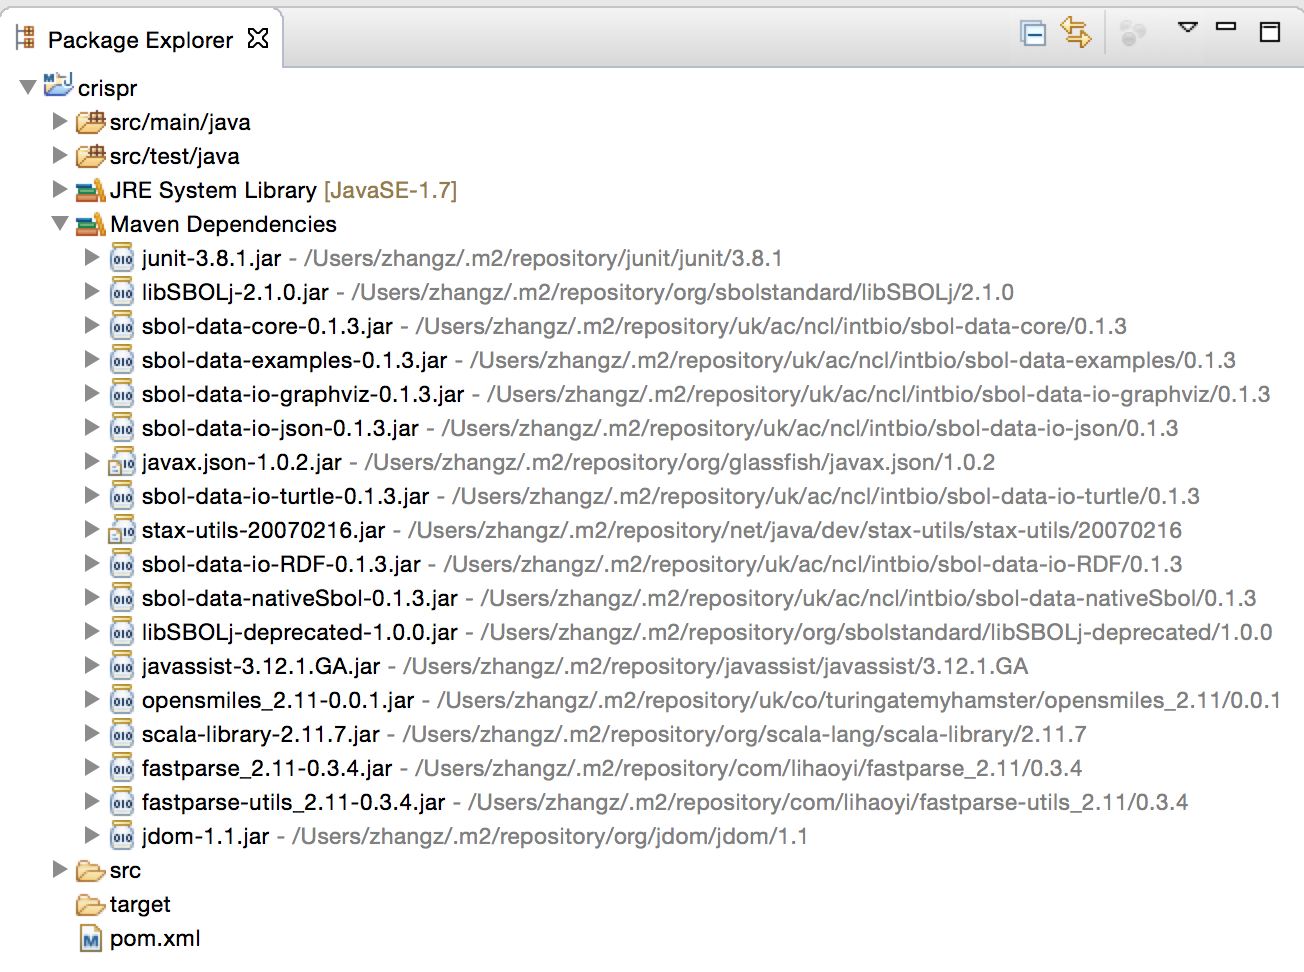 Package Explorer
crispr
src/main/java
src/test/java
JRE System Library [JavaSE-1.7]
Maven Dependencies
junit-3.8.1.jar - /Users/zhangz/.m2/repository/junit/junit/3.8.1
libSBOLj-2.1.0.jar - /Users/zhangz/.m2/repository/org/sbolstandard/libSBOLj/2.1.0
sbol-data-core-0.1.3.jar - /Users/zhangz/.m2/repository/uk/ac/ncl/intbio/sbol-data-core/0.1.3
sbol-data-examples-0.1.3.jar - /Users/zhangz/.m2/repository/uk/ac/ncl/intbio/sbol-data-examples/0.1.3
sbol-data-io-graphviz-0.1.3.jar - /Users/zhangz/.m2/repository/uk/ac/ncl/intbio/sbol-data-io-graphviz/0.1.3
sbol-data-io-json-0.1.3.jar - /Users/zhangz/.m2/repository/uk/ac/ncl/intbio/sbol-data-io-json/0.1.3
javax.json-1.0.2.jar - /Users/zhangz/.m2/repository/org/glassfish/javax.json/1.0.2
sbol-data-io-turtle-0.1.3.jar - /Users/zhangz/.m2/repository/uk/ac/ncl/intbio/sbol-data-io-turtle/0.1.3
stax-utils-20070216.jar - /Users/zhangz/.m2/repository/net/java/dev/stax-utils/stax-utils/20070216
sbol-data-io-RDF-0.1.3.jar - /Users/zhangz/.m2/repository/uk/ac/ncl/intbio/sbol-data-io-RDF/0.1.3
sbol-data-nativeSbol-0.1.3.jar - /Users/zhangz/.m2/repository/uk/ac/ncl/intbio/sbol-data-nativeSbol/0.1.3
libSBOLj-deprecated-1.0.0.jar - /Users/zhangz/.m2/repository/org/sbolstandard/libSBOLj-deprecated/1.0.0
javassist-3.12.1.GA.jar - /Users/zhangz/.m2/repository/javassist/javassist/3.12.1.GA
opensmiles_2.11-0.0.1.jar - /Users/zhangz/.m2/repository/uk/co/turingatemyhamster/opensmiles_2.11/0.0.1
scala-library-2.11.7.jar - /Users/zhangz/.m2/repository/org/scala-lang/scala-library/2.11.7
fastparse_2.11-0.3.4.jar - /Users/zhangz/.m2/repository/com/lihaoyi/fastparse_2.11/0.3.4
fastparse-utils_2.11-0.3.4.jar - /Users/zhangz/.m2/repository/com/lihaoyi/fastparse-utils_2.11/0.3.4
jdom-1.1.jar - /Users/zhangz/.m2/repository/org/jdom/jdom/1.1
src
target
pom.xml